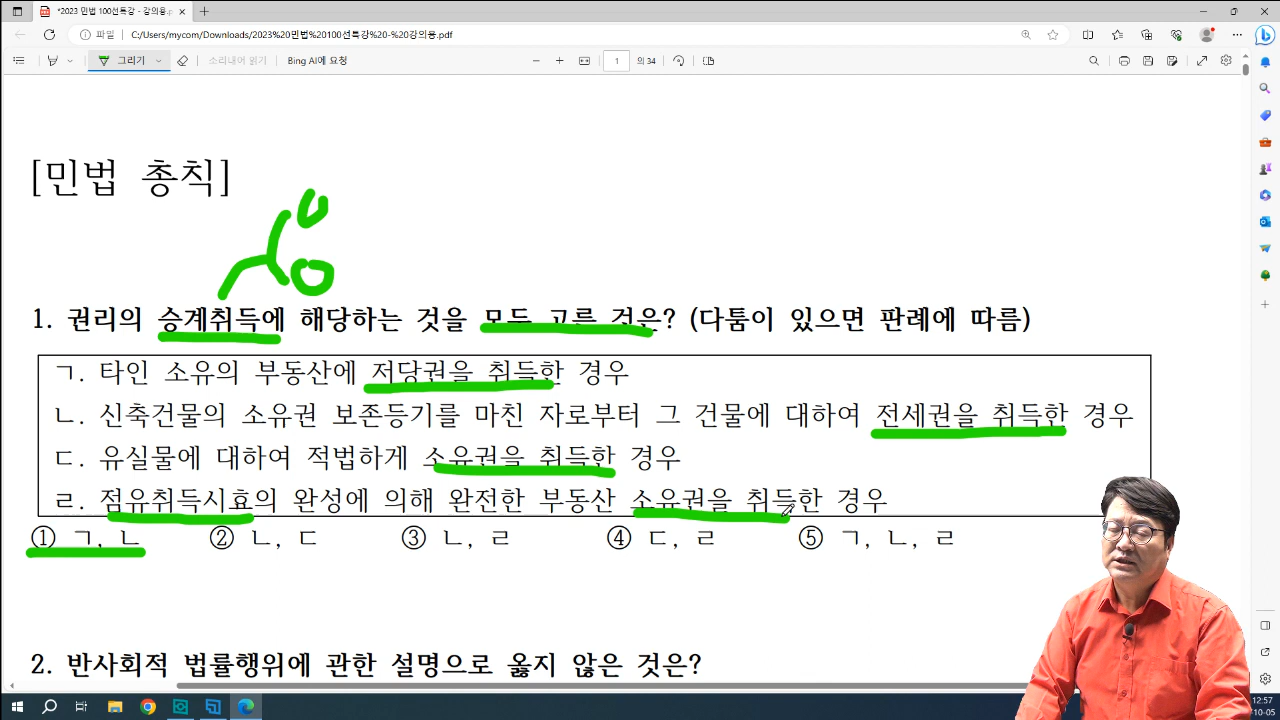 *2023 민법 100선특강 - 강의용.p
파일 C:/Users/mycom/Downloads/2023%20민법%20100선특강%20-%20강의용.pdf
그리기 소리내어 읽기 Bing AI에 요청 1 의 34
[민법 총칙]
1. 권리의 승계취득에 해당하는 것을 모두 고른 것은? (다툼이 있으면 판례에 따름)
ㄱ. 타인 소유의 부동산에 저당권을 취득한 경우
ㄴ. 신축건물의 소유권 보존등기를 마친 자로부터 그 건물에 대하여 전세권을 취득한 경우
ㄷ. 유실물에 대하여 적법하게 소유권을 취득한 경우
ㄹ. 점유취득시효의 완성에 의해 완전한 부동산 소유권을 취득한 경우
① ㄱ, ㄴ ② ㄴ, ㄷ ③ ㄴ, ㄹ ④ ㄷ, ㄹ ⑤ ㄱ, ㄴ, ㄹ
2. 반사회적 법률행위에 관한 설명으로 옳지 않은 것은?
12:57
10-05